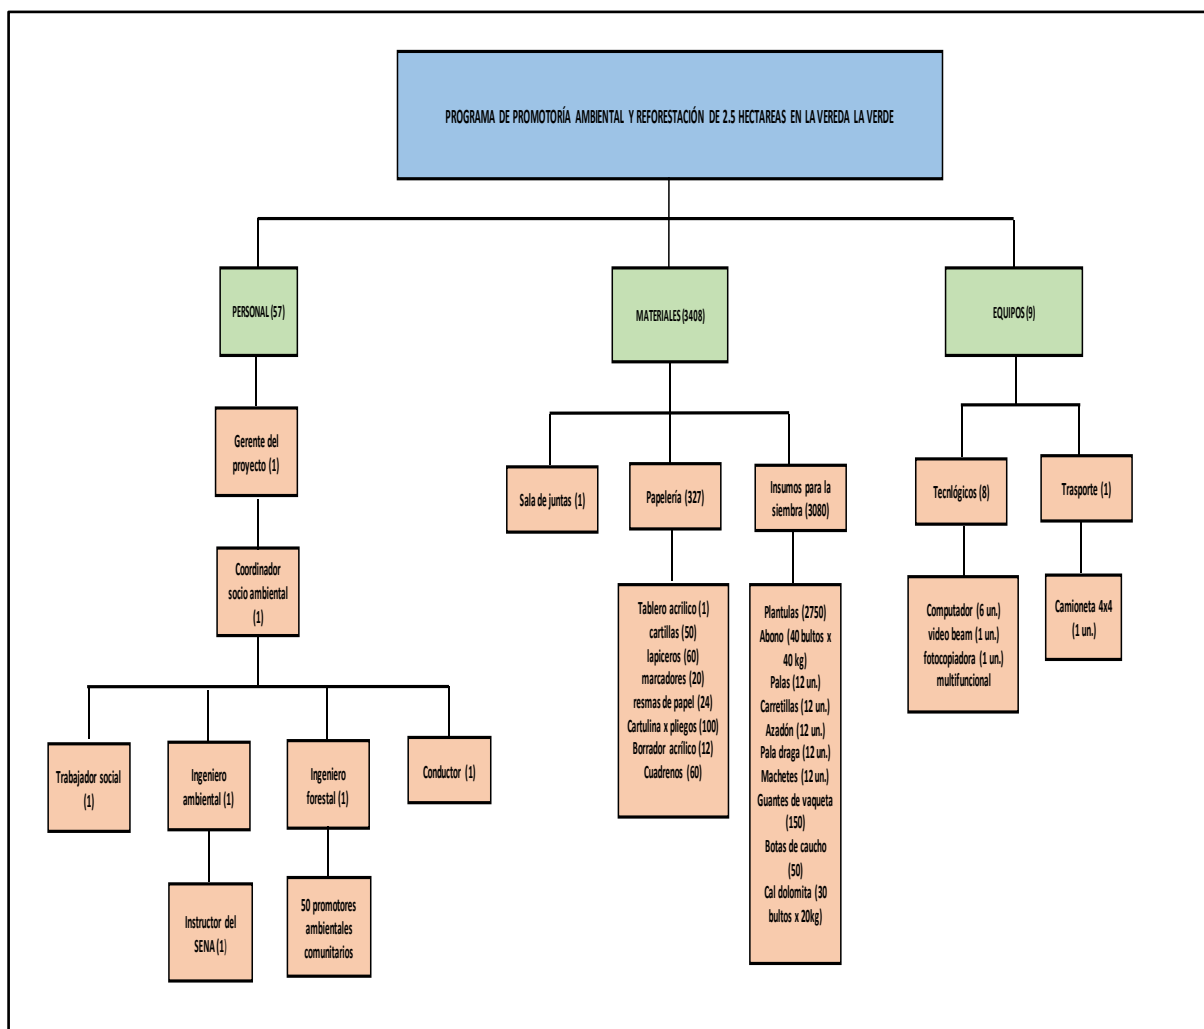 PROGRAMA DE PROMOTORÍA AMBIENTAL Y REFORESTACIÓN DE 2.5 HECTAREAS EN LA VEREDA LA VERDE
PERSONAL (57)
MATERIALES (3408)
EQUIPOS (9)
Gerente del
proyecto (1)
Coordinador
socio ambiental
(1)
Trabajador social
(1)
Ingeniero
ambiental (1)
Ingeniero
forestal (1)
Conductor (1)
Instructor del
SENA (1)
50 promotores
ambientales
comunitarios
Sala de juntas (1)
Papelería (327)
Insumos para la
siembra (3080)
Tablero acrilico (1)
cartillas (50)
lapiceros (60)
marcadores (20)
resmas de papel (24)
Cartulina x pliegos (100)
Borrador acrílico (12)
Cuadrenos (60)
Plantulas (2750)
Abono (40 bultos x
40 kg)
Palas (12 un.)
Carretillas (12 un.)
Azadón (12 un.)
Pala draga (12 un.)
Machetes (12 un.)
Guantes de vaqueta
(150)
Botas de caucho
(50)
Cal dolomita (30
bultos x 20kg)
Tecnlógicos (8)
Trasporte (1)
Computador (6 un.)
video beam (1 un.)
fotocopiadora (1 un.)
multifuncional
Camioneta 4x4
(1 un.)